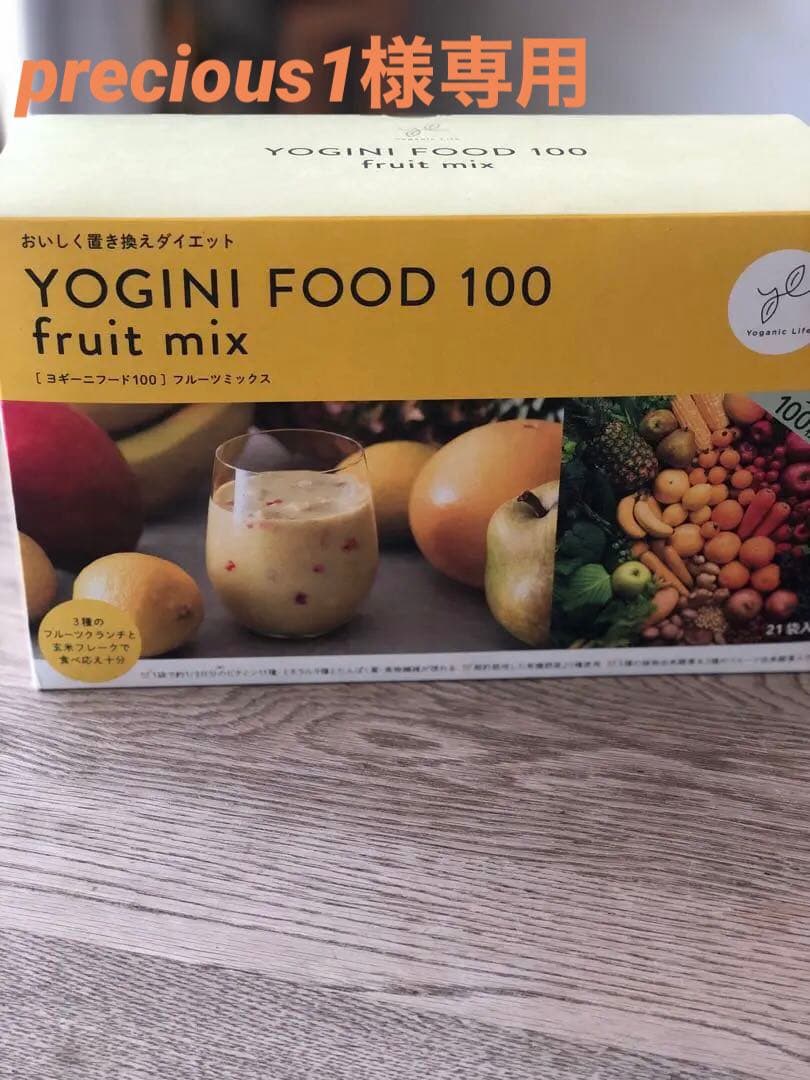 precious1様専用
Yoganic Life
YOGINI FOOD 100
fruit mix
おいしく置き換えダイエット
YOGINI FOOD 100
fruit mix
[ ヨギーニフード100 ] フルーツミックス
yl
Yoganic Life
100
3種の
フルーツクランチと
玄米フレークで
食べ応え十分
21袋入